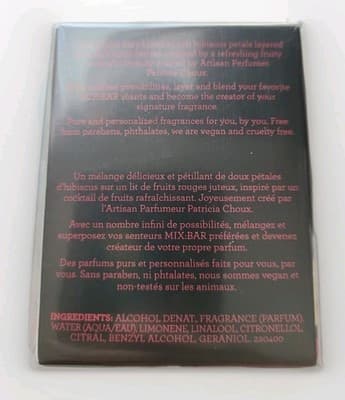 hibiscus petals layered
by a refreshing fruity
by Artisan Perfumer
Patricia Choux.
possibilities, layer and blend your favorite
MIX:BAR scents and become the creator of your
signature fragrance.
Pure and personalized fragrances for you, by you. Free
from parabens, phthalates, we are vegan and cruelty free.
Un mélange délicieux et pétillant de doux pétales
d'hibiscus sur un lit de fruits rouges juteux, inspiré par un
cocktail de fruits rafraîchissant. Joyeusement créé par
l'Artisan Parfumeur Patricia Choux.
Avec un nombre infini de possibilités, mélangez et
superposez vos senteurs MIX:BAR préférées et devenez
créateur de votre propre parfum.
Des parfums purs et personnalisés faits pour vous, par
vous. Sans paraben, ni phtalates, nous sommes vegan et
non-testés sur les animaux.
INGREDIENTS: ALCOHOL DENAT., FRAGRANCE (PARFUM),
WATER (AQUA/EAU), LIMONENE, LINALOOL, CITRONELLOL,
CITRAL, BENZYL ALCOHOL, GERANIOL. 290400